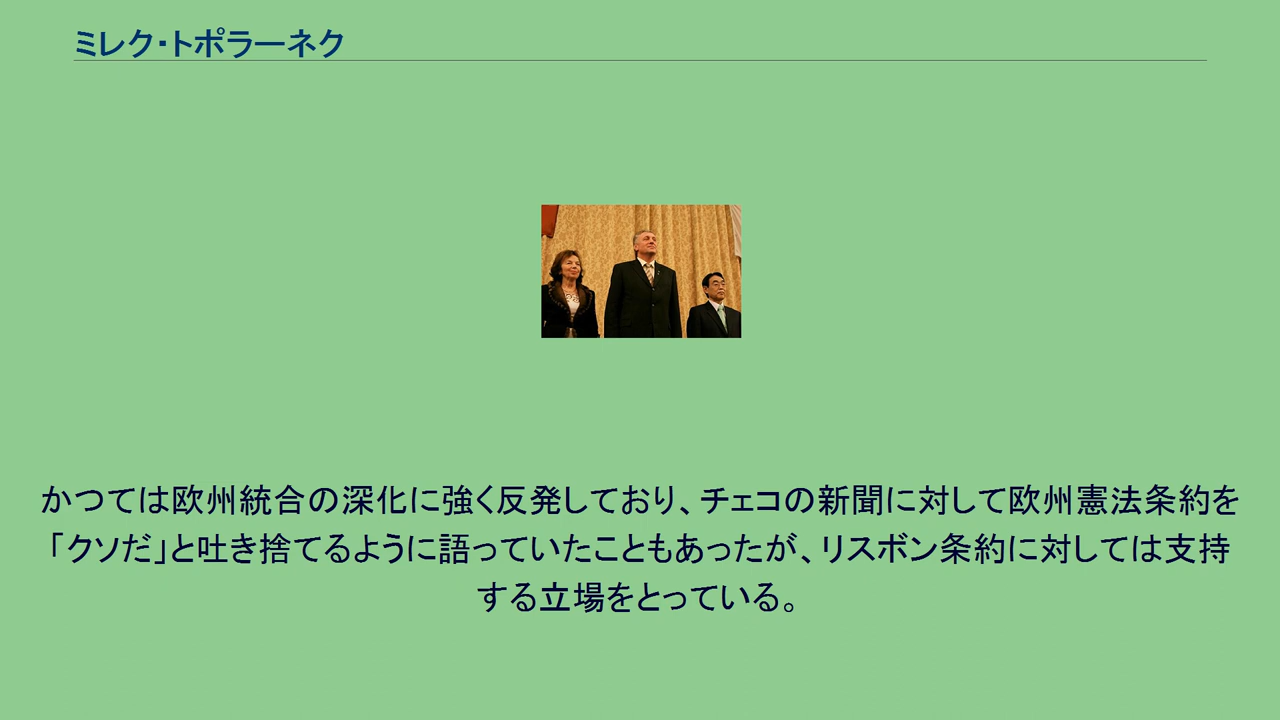 ミレク・トポラーネク
かつては欧州統合の深化に強く反発しており、チェコの新聞に対して欧州憲法条約を
「クソだ」と吐き捨てるように語っていたこともあったが、リスボン条約に対しては支持
する立場をとっている。